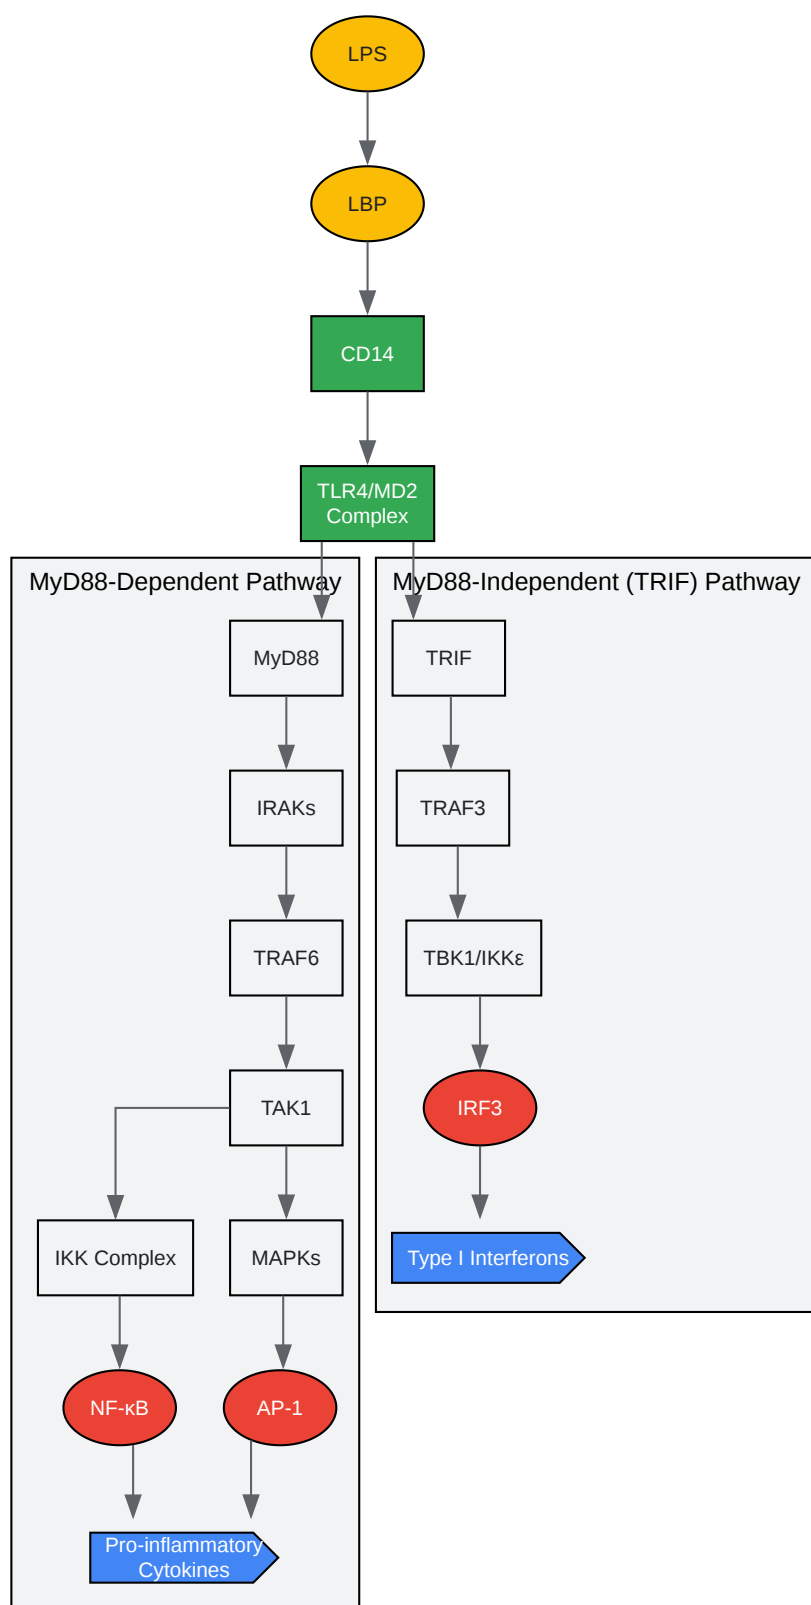 LPS
LBP
CD14
TLR4/MD2
Complex
MyD88-Dependent Pathway
MyD88-Independent (TRIF) Pathway
MyD88
TRIF
IRAKs
TRAF3
TRAF6
TBK1/IKKε
TAK1
IRF3
IKK Complex
MAPKs
Type I Interferons
NF-κB
AP-1
Pro-inflammatory
Cytokines